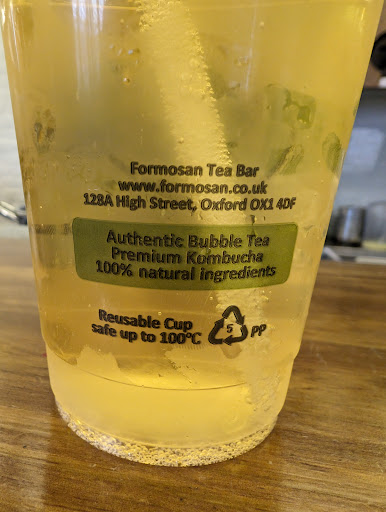 Formosan Tea Bar
www.formosan.co.uk
128A High Street, Oxford OX1 4DF
Authentic Bubble Tea
Premium Kombucha
100% natural ingredients
Reusable Cup
safe up to 100°C
5
PP